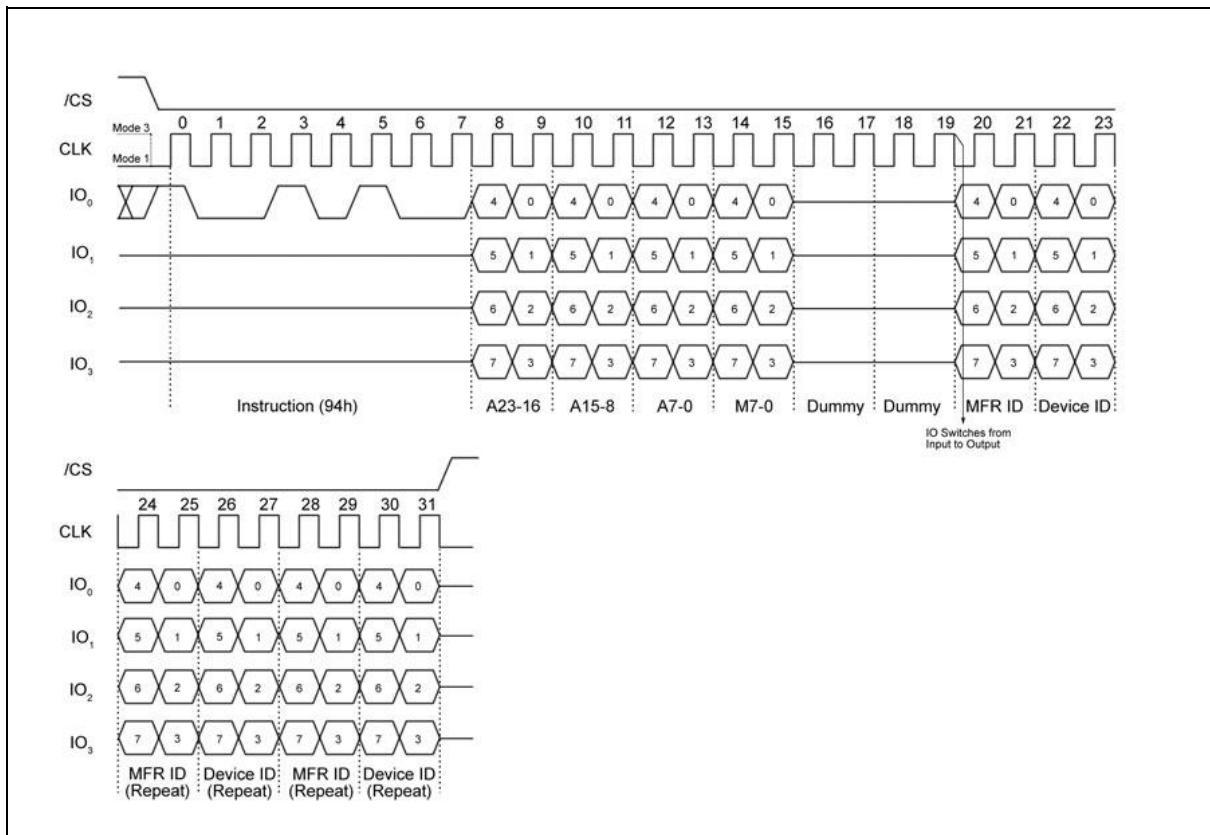 /CS
Mode 3
Mode 1
CLK 0 1 2 3 4 5 6 7 8 9 10 11 12 13 14 15 16 17 18 19 20 21 22 23
IO0 4 0 4 0 4 0 4 0 4 0 4 0
IO1 5 1 5 1 5 1 5 1 5 1 5 1
IO2 6 2 6 2 6 2 6 2 6 2 6 2
IO3 7 3 7 3 7 3 7 3 7 3 7 3
Instruction (94h) A23-16 A15-8 A7-0 M7-0 Dummy Dummy MFR ID Device ID
IO Switches from
Input to Output
/CS
24 25 26 27 28 29 30 31
CLK
IO0 4 0 4 0 4 0 4 0
IO1 5 1 5 1 5 1 5 1
IO2 6 2 6 2 6 2 6 2
IO3 7 3 7 3 7 3 7 3
MFR ID Device ID MFR ID Device ID
(Repeat) (Repeat) (Repeat) (Repeat)